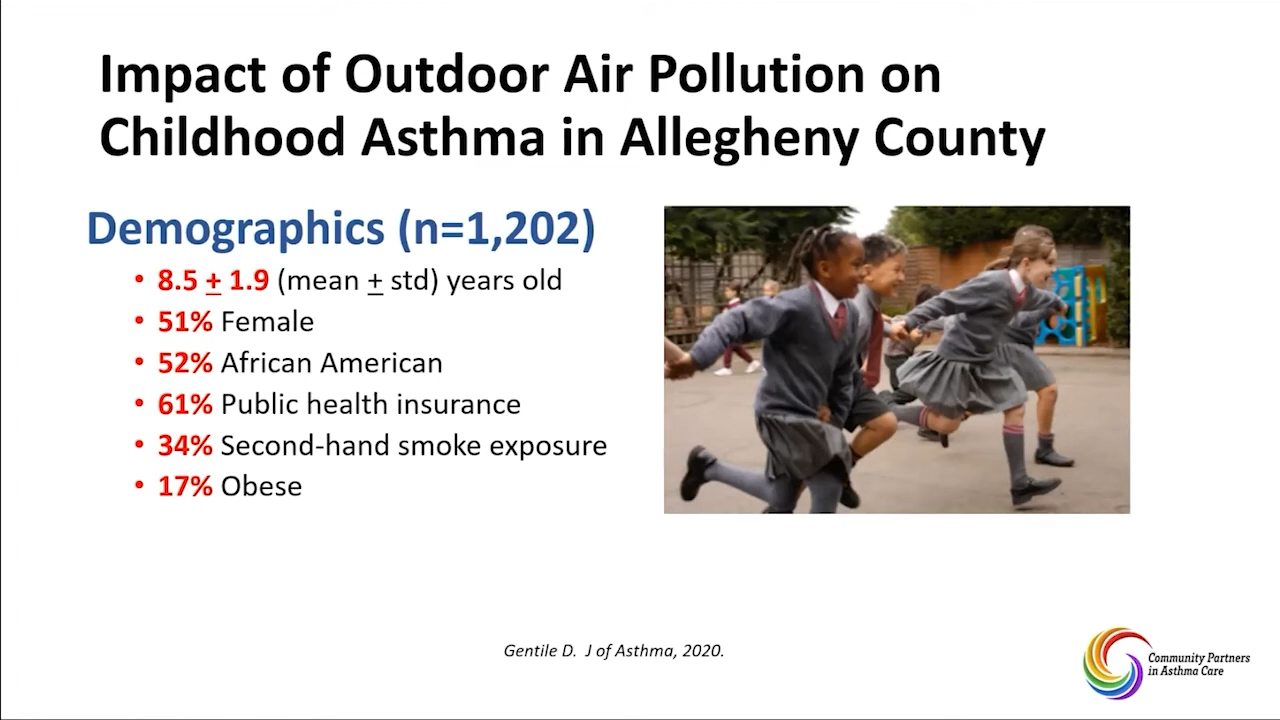 Impact of Outdoor Air Pollution on
Childhood Asthma in Allegheny County
Demographics (n=1,202)
• 8.5 ± 1.9 (mean ± std) years old
• 51% Female
• 52% African American
• 61% Public health insurance
• 34% Second-hand smoke exposure
• 17% Obese
Gentile D. J of Asthma, 2020.
Community Partners
in Asthma Care